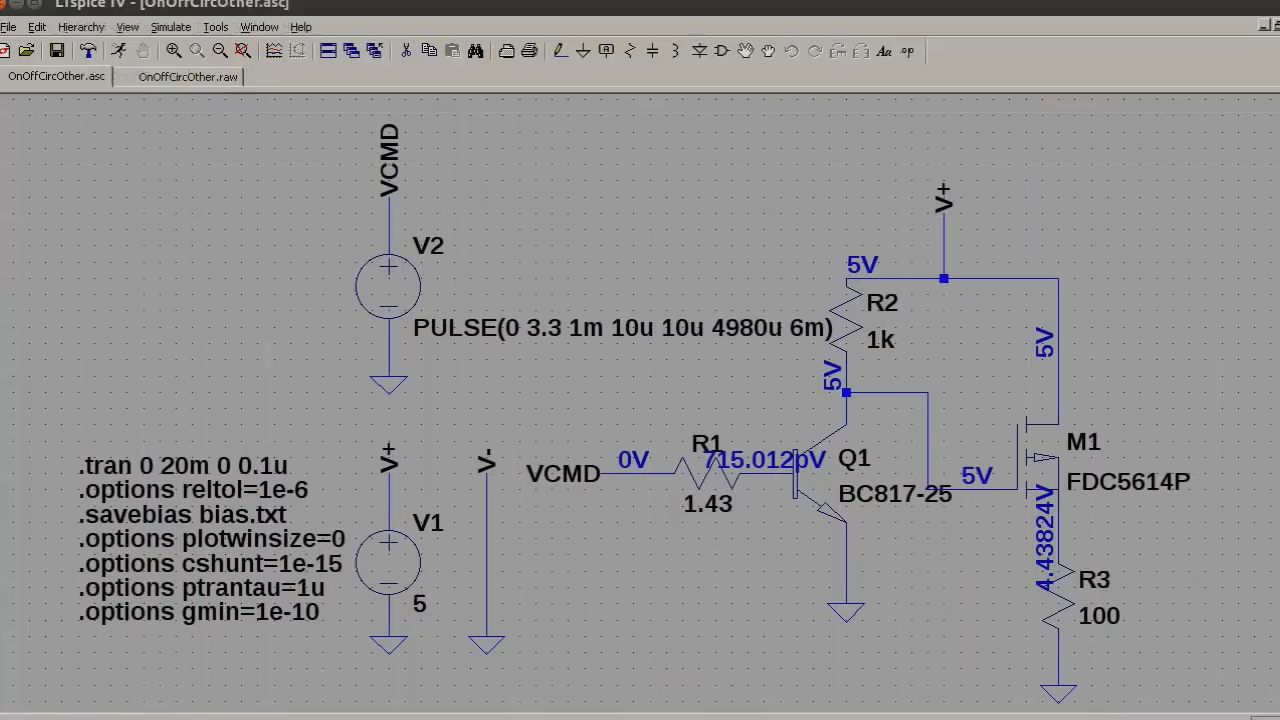 LTspice IV - [OnOffCircOther.asc]
File Edit Hierarchy View Simulate Tools Window Help
Aa .op
OnOffCircOther.asc OnOffCircOther.raw
VCMD
V2
PULSE(0 3.3 1m 10u 10u 4980u 6m)
V+
5V
R2
1k
5V
5V
V+
V-
VCMD
0V
R1
715.012pV
1.43
Q1
BC817-25
5V
M1
FDC5614P
4.43824V
R3
100
.tran 0 20m 0 0.1u
.options reltol=1e-6
.savebias bias.txt
.options plotwinsize=0
.options cshunt=1e-15
.options ptrantau=1u
.options gmin=1e-10
V1
5